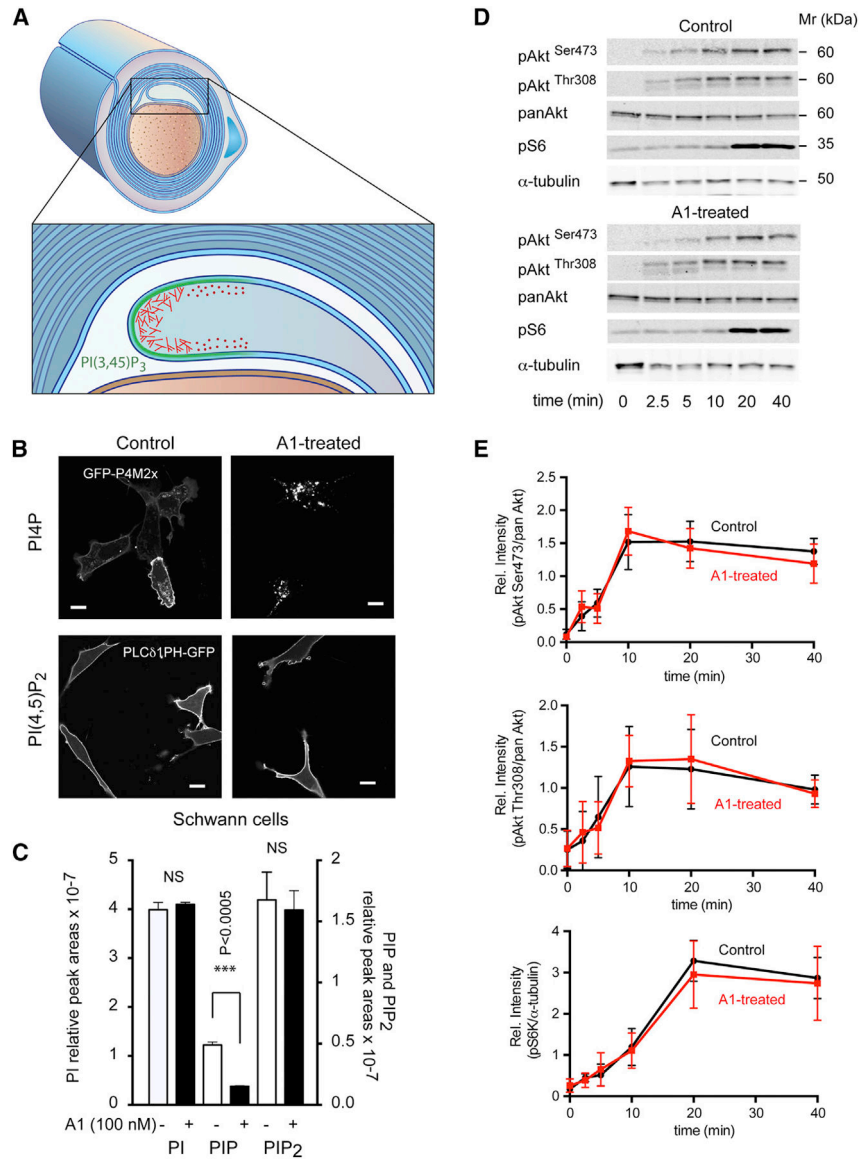 A
PI(3,45)P3
B
Control
A1-treated
PI4P
GFP-P4M2x
PI(4,5)P2
PLCδ1PH-GFP
Schwann cells
C
PI relative peak areas x 10-7
5
4
3
2
1
0
NS
P<0.0005
***
NS
2
1.5
1
0.5
0.0
PIP and PIP2
relative peak areas x 10-7
A1 (100 nM) - + - + - +
PI PIP PIP2
D
Control
Mr (kDa)
pAkt Ser473
60
pAkt Thr308
60
panAkt
60
pS6
35
α-tubulin
50
A1-treated
pAkt Ser473
pAkt Thr308
panAkt
pS6
α-tubulin
time (min) 0 2.5 5 10 20 40
E
Rel. Intensity
(pAkt Ser473/pan Akt)
2.5
2.0
1.5
1.0
0.5
0.0
Control
A1-treated
0 10 20 30 40
time (min)
Rel. Intensity
(pAkt Thr308/pan Akt)
2.0
1.5
1.0
0.5
0.0
Control
A1-treated
0 10 20 30 40
time (min)
Rel. Intensity
(pS6K/α-tubulin)
4
3
2
1
0
Control
A1-treated
0 10 20 30 40
time (min)